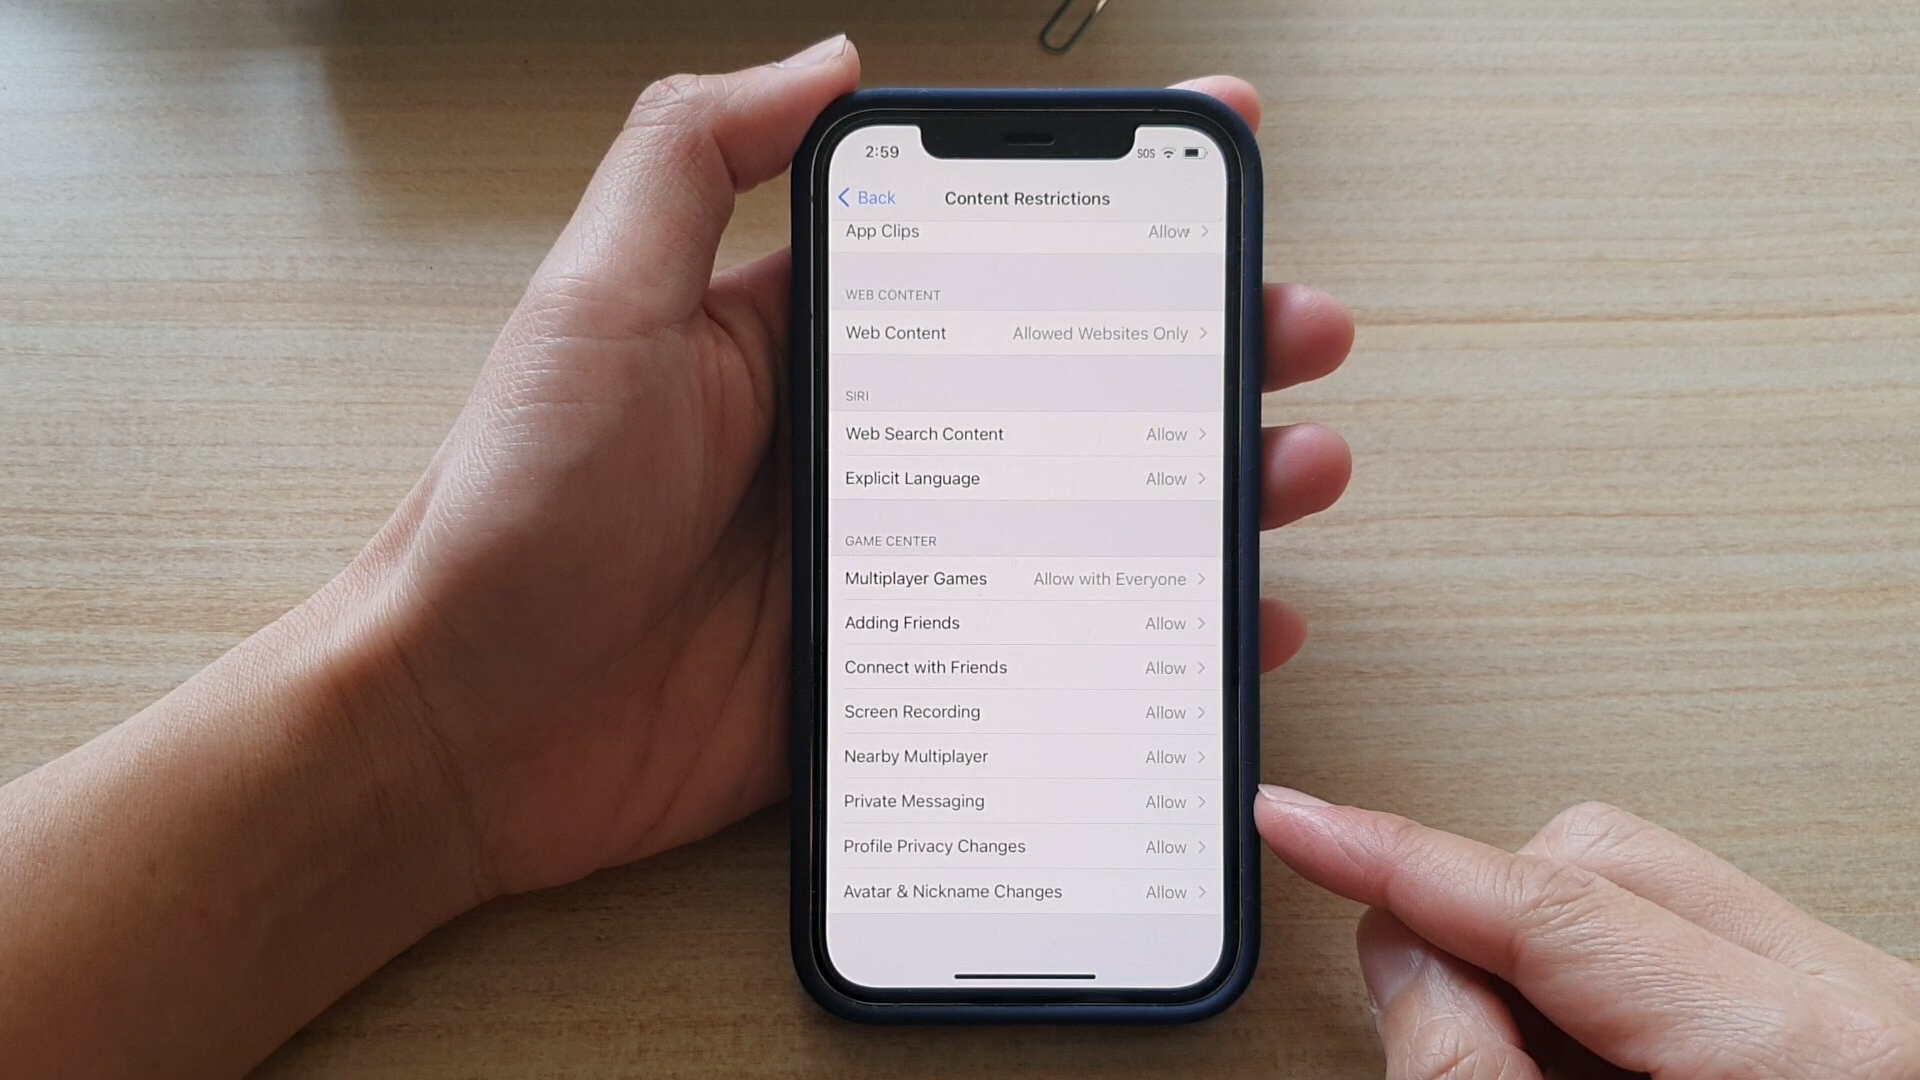 2:59 SOS
Back Content Restrictions
App Clips Allow
WEB CONTENT
Web Content Allowed Websites Only
SIRI
Web Search Content Allow
Explicit Language Allow
GAME CENTER
Multiplayer Games Allow with Everyone
Adding Friends Allow
Connect with Friends Allow
Screen Recording Allow
Nearby Multiplayer Allow
Private Messaging Allow
Profile Privacy Changes Allow
Avatar & Nickname Changes Allow